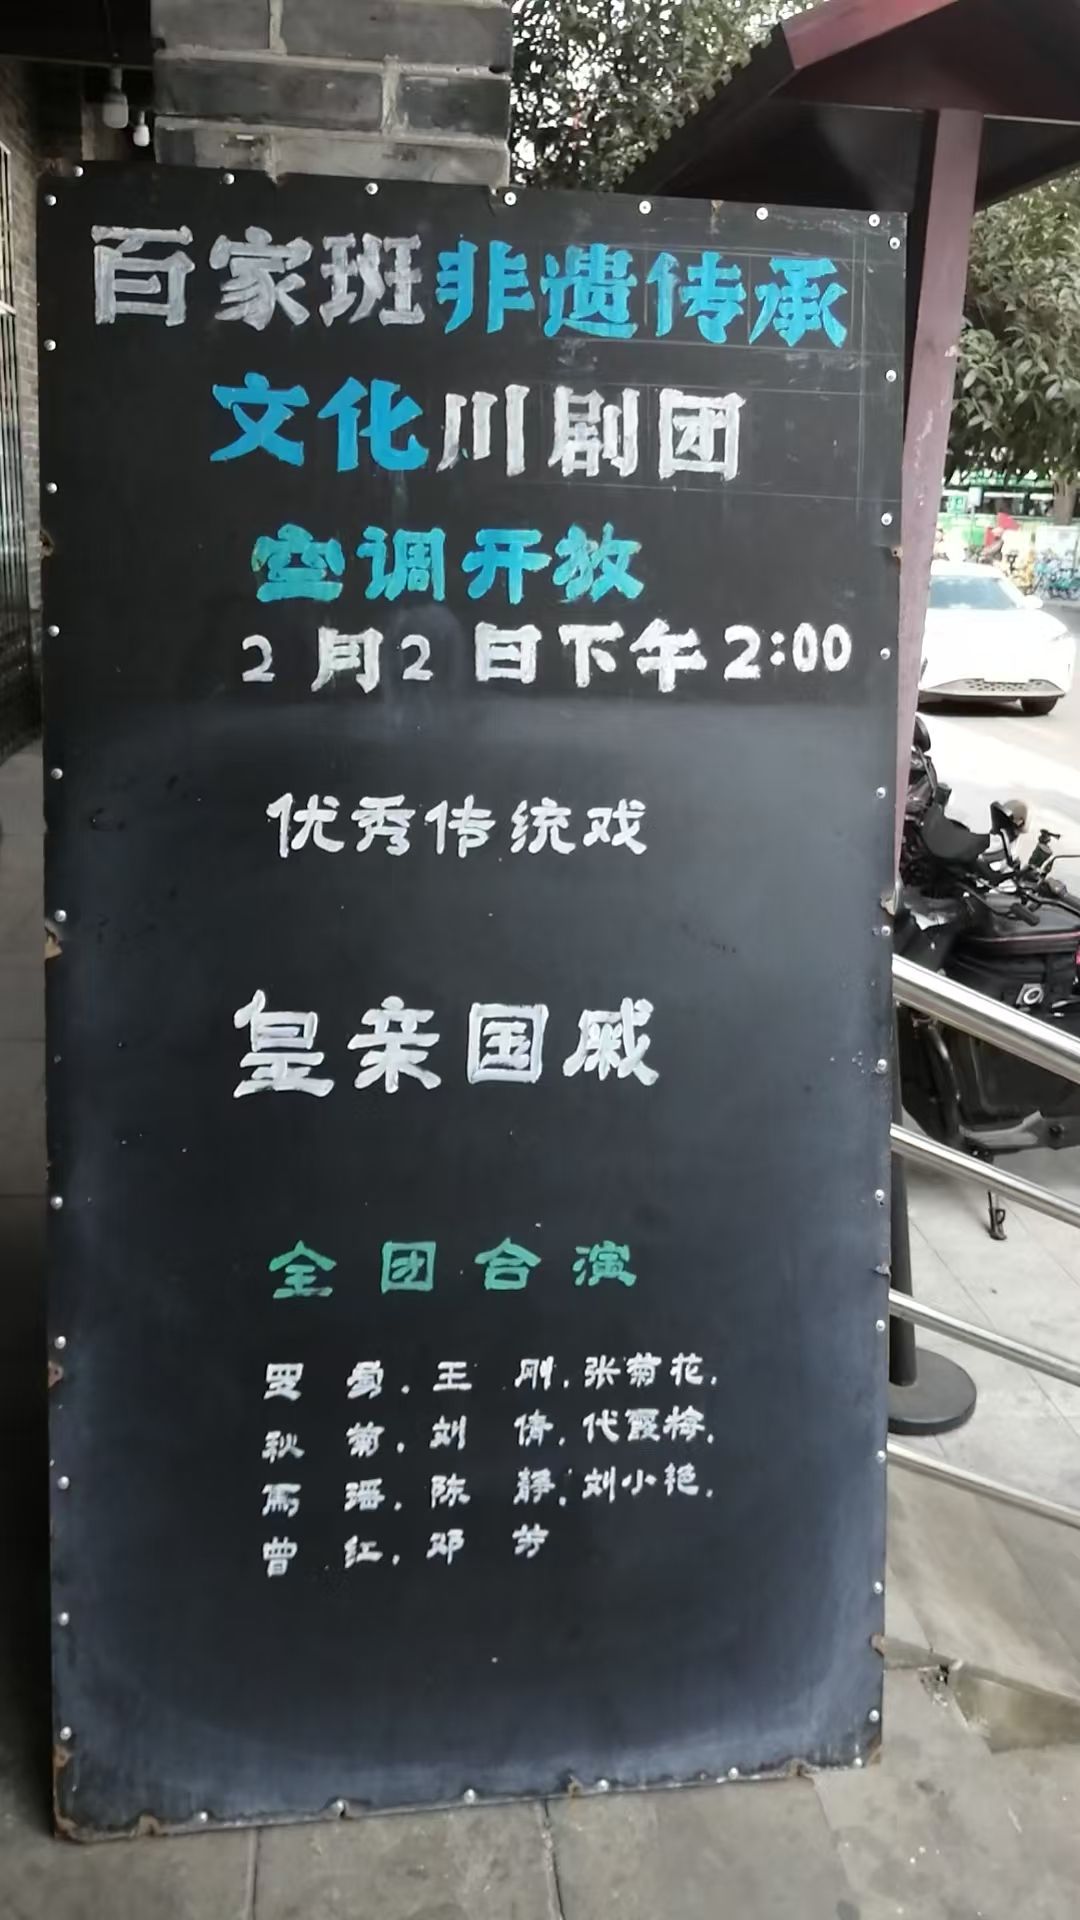 百家班非遗传承
文化川剧团
空调开放
2月2日下午2:00
优秀传统戏
皇亲国戚
全团合演
罗 勇.王 刚.张菊花.
秋 菊.刘 倩.代霞梅.
马 瑶.陈 静.刘小艳.
曾 红.邓 芳